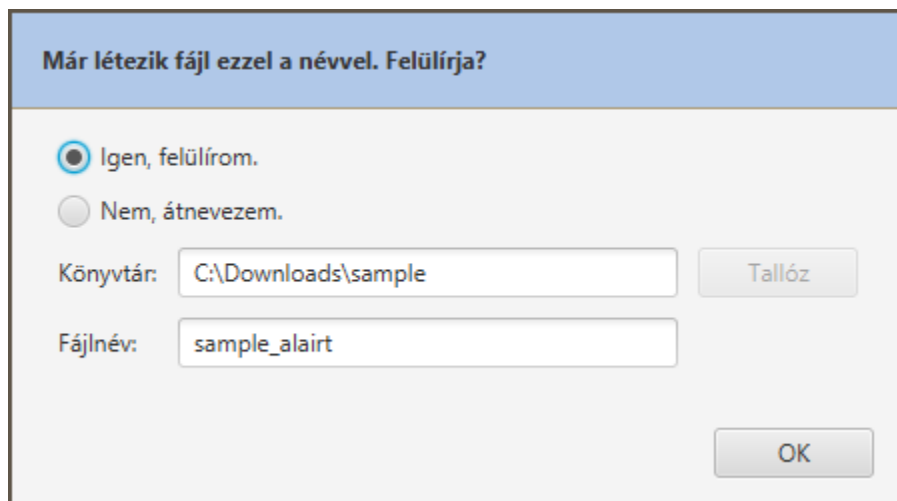 Már létezik fájl ezzel a névvel. Felülírja?
Igen, felülírom.
Nem, átnevezem.
Könyvtár: C:\Downloads\sample Tallóz
Fájlnév: sample_alairt
OK